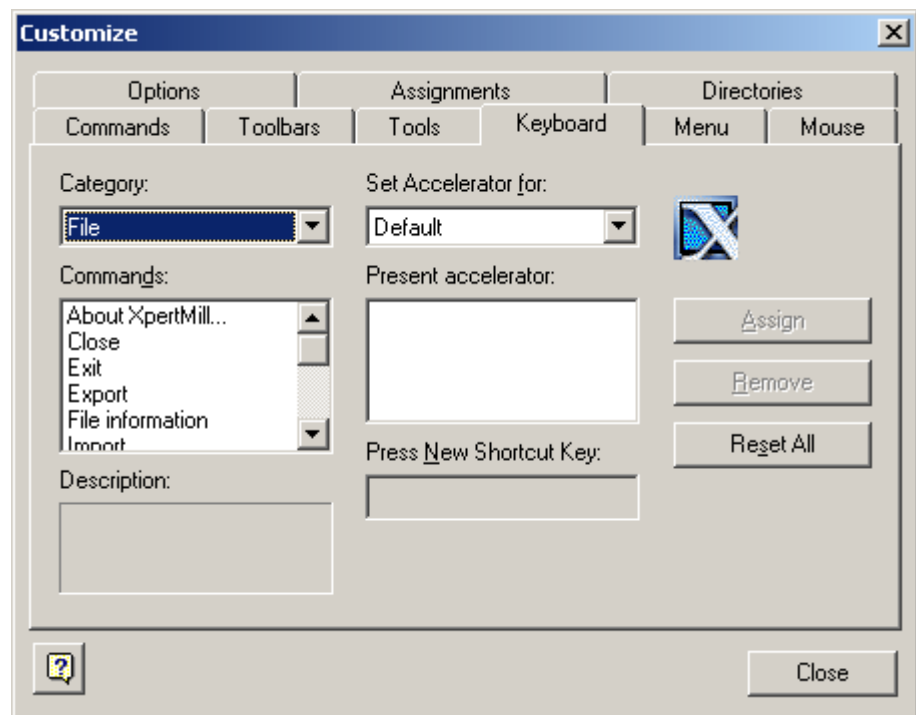 Customize
Options Assignments Directories
Commands Toolbars Tools Keyboard Menu Mouse
Category:
File
Commands:
About XpertMill...
Close
Exit
Export
File information
Import
Description:
Set Accelerator for:
Default
Present accelerator:
Press New Shortcut Key:
Assign
Remove
Reset All
Close